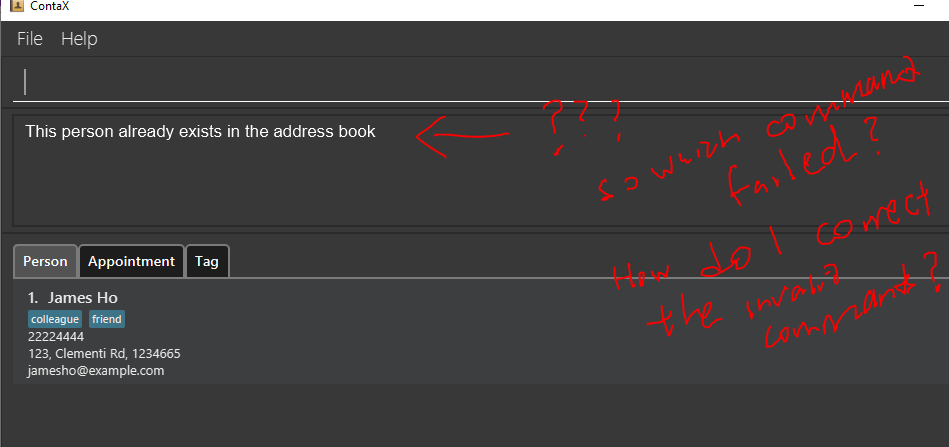 ContaX
File Help
This person already exists in the address book
???
so which command
failed?
How do I correct
the invalid
command?
Person Appointment Tag
1. James Ho
colleague friend
22224444
123, Clementi Rd, 1234665
jamesho@example.com